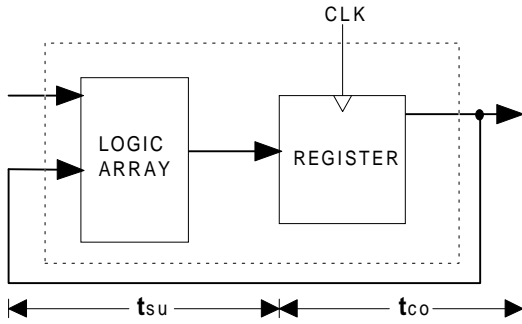 CLK
LOGIC
ARRAY
REGISTER
tsu
tco